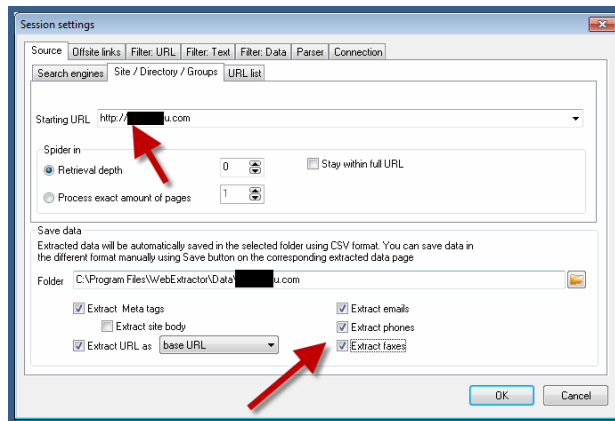 Session settings
Source Offsite links Filter: URL Filter: Text Filter: Data Parser Connection
Search engines Site / Directory / Groups URL list
Starting URL http:// u.com
Spider in
Retrieval depth 0 Stay within full URL
Process exact amount of pages 1
Save data
Extracted data will be automatically saved in the selected folder using CSV format. You can save data in
the different format manually using Save button on the corresponding extracted data page
Folder C:\Program Files\WebExtractor\Data\ u.com
Extract Meta tags Extract emails
Extract site body Extract phones
Extract URL as base URL Extract faxes
OK Cancel